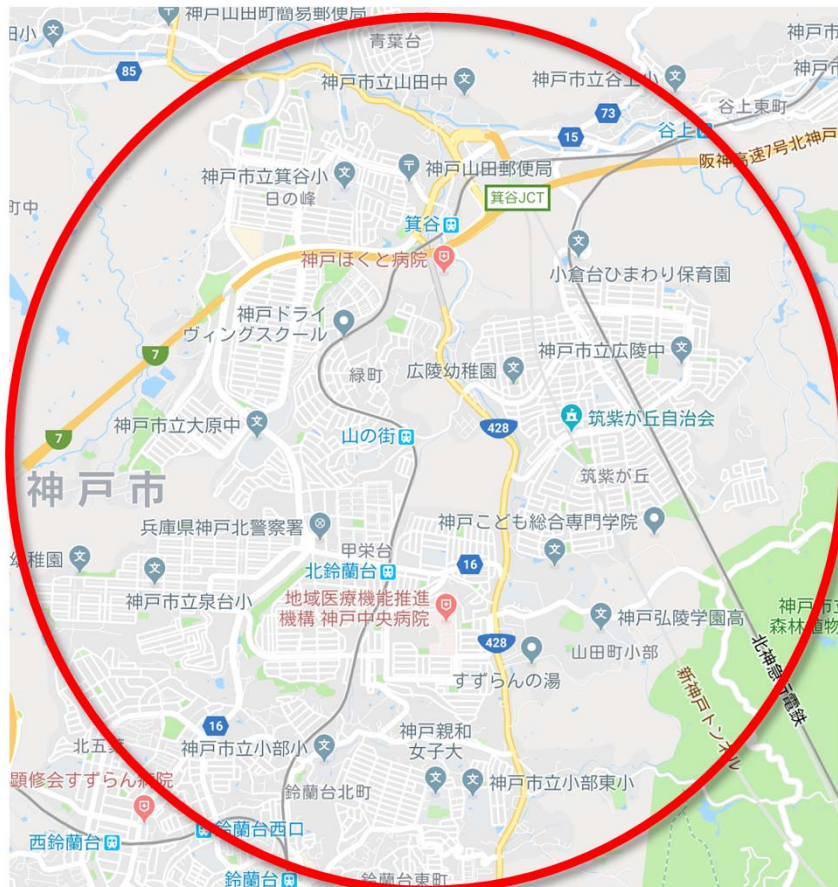 田小
神戸山田町簡易郵便局
青葉台
神戸市
85
神戸市立山田中
神戸市立谷上小
神戸市
73
谷上東町
15
谷上
阪神高速7号北神戸
神戸市立箕谷小
神戸山田郵便局
日の峰
箕谷JCT
町中
箕谷
神戸ほくと病院
小倉台ひまわり保育園
神戸ドライ
ヴィングスクール
7
緑町
広陵幼稚園
神戸市立広陵中
神戸市立大原中
山の街
428
筑紫が丘自治会
7
神戸市
筑紫が丘
兵庫県神戸北警察署
神戸こども総合専門学院
幼稚園
甲栄台
北鈴蘭台
16
神戸市立泉台小
地域医療機能推進
機構 神戸中央病院
神戸弘陵学園高
神戸市立
森林植物
428
山田町小部
すずらんの湯
北神急行電鉄
新神戸トンネル
16
北五葉
神戸市立小部小
神戸親和
女子大
顕修会すずらん病院
鈴蘭台北町
神戸市立小部東小
西鈴蘭台
鈴蘭台西口
鈴蘭台
鈴蘭台東町